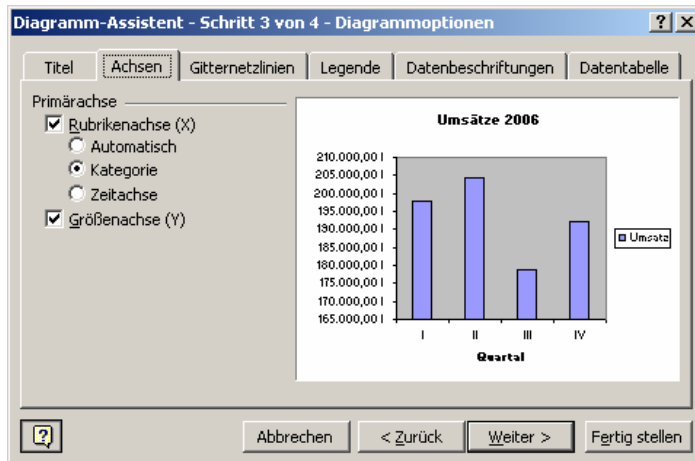 Diagramm-Assistent - Schritt 3 von 4 - Diagrammoptionen
Titel Achsen Gitternetzlinien Legende Datenbeschriftungen Datentabelle
Primärachse
Rubrikenachse (X)
Automatisch
Kategorie
Zeitachse
Größenachse (Y)
Umsätze 2006
210.000,00 l
205.000,00 l
200.000,00 l
195.000,00 l
190.000,00 l
185.000,00 l
180.000,00 l
175.000,00 l
170.000,00 l
165.000,00 l
I II III IV
Quartal
Umsatz
Abbrechen < Zurück Weiter > Fertig stellen